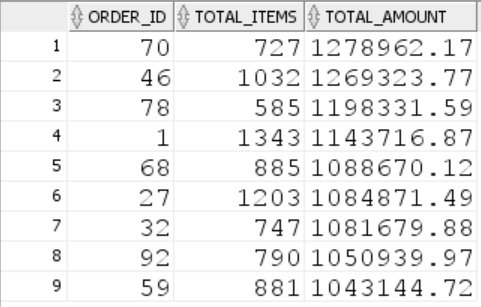 ORDER_ID TOTAL_ITEMS TOTAL_AMOUNT
1 70 727 1278962.17
2 46 1032 1269323.77
3 78 585 1198331.59
4 1 1343 1143716.87
5 68 885 1088670.12
6 27 1203 1084871.49
7 32 747 1081679.88
8 92 790 1050939.97
9 59 881 1043144.72